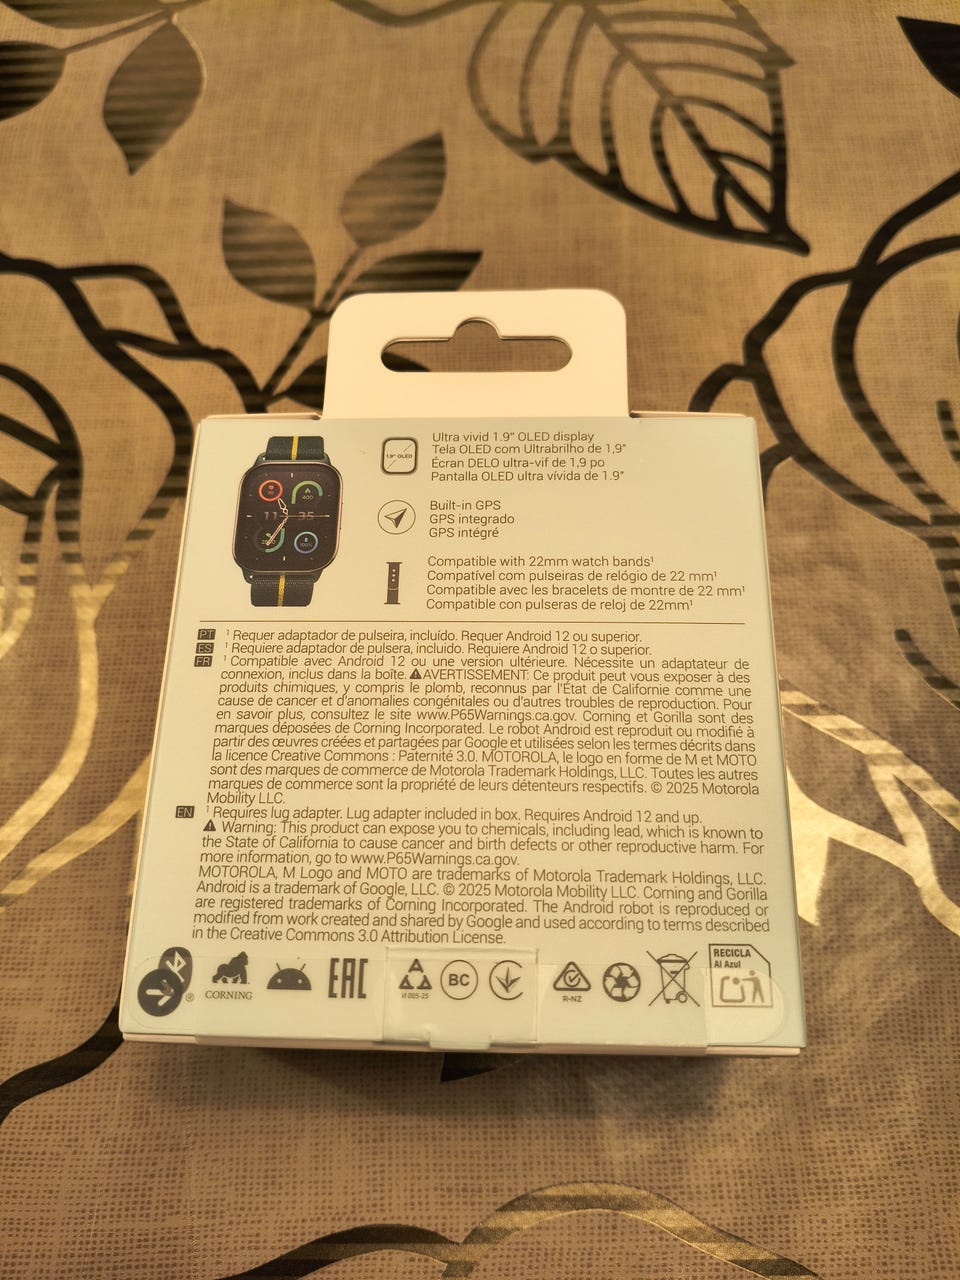 Ultra vivid 1.9" OLED display
Tela OLED com Ultrabrilho de 1,9"
Écran DELO ultra-vif de 1,9 po
Pantalla OLED ultra vívida de 1.9"
1.9" OLED
Built-in GPS
GPS integrado
GPS intégré
Compatible with 22mm watch bands¹
Compatível com pulseiras de relógio de 22 mm¹
Compatible avec les bracelets de montre de 22 mm¹
Compatible con pulseras de reloj de 22mm¹
400
11 35
100%
PT ¹ Requer adaptador de pulseira, incluído. Requer Android 12 ou superior.
ES ¹ Requiere adaptador de pulsera, incluido. Requiere Android 12 o superior.
FR ¹ Compatible avec Android 12 ou une version ultérieure. Nécessite un adaptateur de
connexion, inclus dans la boîte. AVERTISSEMENT: Ce produit peut vous exposer à des
produits chimiques, y compris le plomb, reconnus par l'État de Californie comme une
cause de cancer et d'anomalies congénitales ou d'autres troubles de reproduction. Pour
en savoir plus, consultez le site www.P65Warnings.ca.gov. Corning et Gorilla sont des
marques déposées de Corning Incorporated. Le robot Android est reproduit ou modifié à
partir des œuvres créées et partagées par Google et utilisées selon les termes décrits dans
la licence Creative Commons : Paternité 3.0. MOTOROLA, le logo en forme de M et MOTO
sont des marques de commerce de Motorola Trademark Holdings, LLC. Toutes les autres
marques de commerce sont la propriété de leurs détenteurs respectifs. © 2025 Motorola
Mobility LLC.
EN ¹ Requires lug adapter. Lug adapter included in box. Requires Android 12 and up.
Warning: This product can expose you to chemicals, including lead, which is known to
the State of California to cause cancer and birth defects or other reproductive harm. For
more information, go to www.P65Warnings.ca.gov.
MOTOROLA, M Logo and MOTO are trademarks of Motorola Trademark Holdings, LLC.
Android is a trademark of Google, LLC. © 2025 Motorola Mobility LLC. Corning and Gorilla
are registered trademarks of Corning Incorporated. The Android robot is reproduced or
modified from work created and shared by Google and used according to terms described
in the Creative Commons 3.0 Attribution License.
® CORNING EAC BC R-NZ
RECICLA
Al Azul